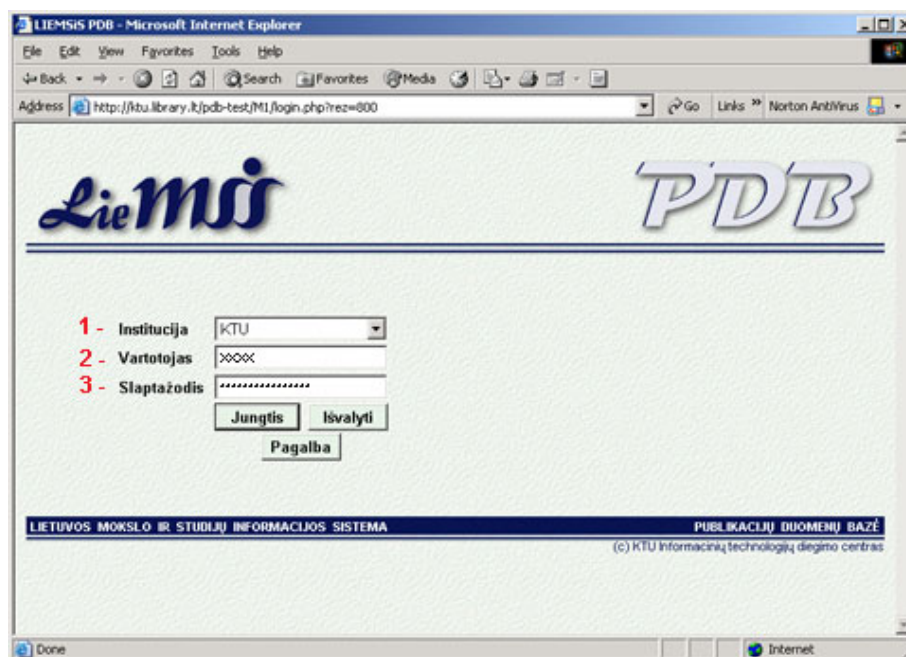 LIEMSiS PDB - Microsoft Internet Explorer
File Edit View Favorites Tools Help
Back Search Favorites Media
Address http://ktu.library.lt/pdb-test/M1/login.php?rez=800 Go Links » Norton AntiVirus
LieMSIS PDB
1 - Institucija KTU
2 - Vartotojas xxxx
3 - Slaptažodis ***************
Jungtis Išvalyti
Pagalba
LIETUVOS MOKSLO IR STUDIJŲ INFORMACIJOS SISTEMA PUBLIKACIJŲ DUOMENŲ BAZĖ
(c) KTU Informacinių technologijų diegimo centras
Done Internet